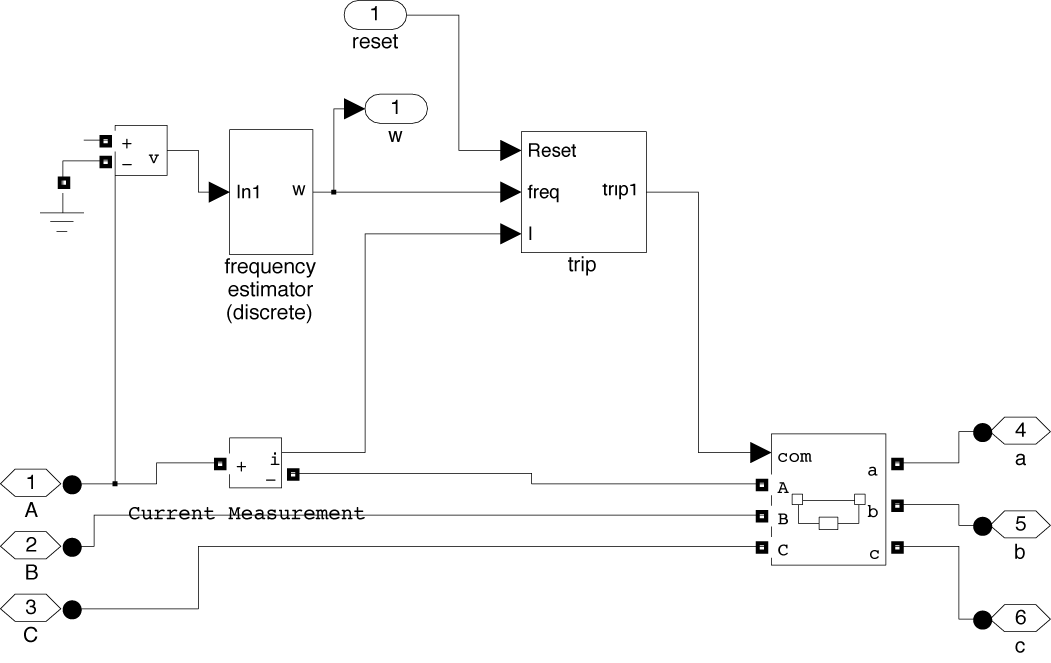 1
reset
1
w
+
−
v
In1
w
frequency
estimator
(discrete)
Reset
freq
I
trip1
trip
+
i
−
Current Measurement
1
A
2
B
3
C
com
A
B
C
a
b
c
4
a
5
b
6
c